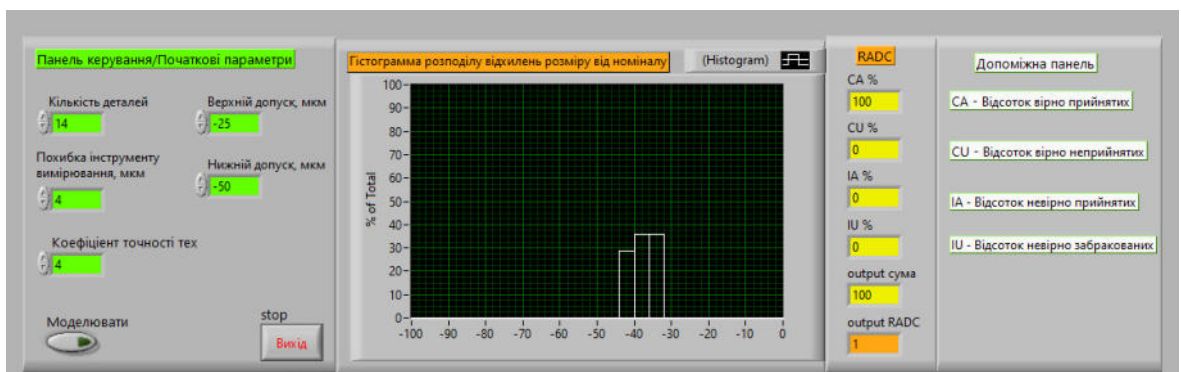 Панель керування/Початкові параметри
Кількість деталей
14
Верхній допуск, мкм
-25
Похибка інструменту
вимірювання, мкм
4
Нижній допуск, мкм
-50
Коефіцієнт точності тех
4
Моделювати
stop
Вихід
Гістограмма розподілу відхилень розміру від номіналу
(Histogram)
% of Total
100
90
80
70
60
50
40
30
20
10
0
-100 -90 -80 -70 -60 -50 -40 -30 -20 -10 0
RADC
CA %
100
CU %
0
IA %
0
IU %
0
output сума
100
output RADC
1
Допоміжна панель
CA - Відсоток вірно прийнятих
CU - Відсоток вірно неприйнятих
IA - Відсоток невірно прийнятих
IU - Відсоток невірно забракованих